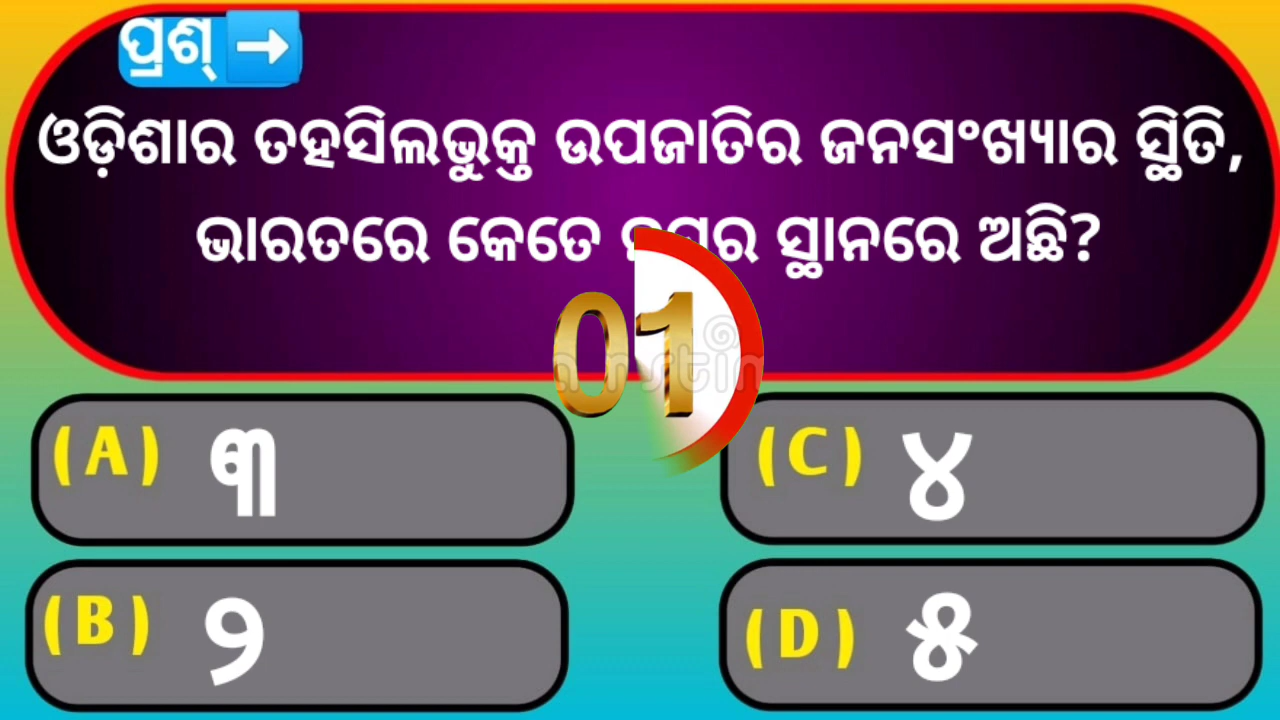 ପ୍ରଶ୍ ➡
ଓଡ଼ିଶାର ତହସିଲଭୁକ୍ତ ଉପଜାତିର ଜନସଂଖ୍ୟାର ସ୍ଥିତି,
ଭାରତରେ କେତେ ସ୍ଥାନରେ ଅଛି?
01
(A) ୩
(C) ୪
(B) ୨
(D) ୫